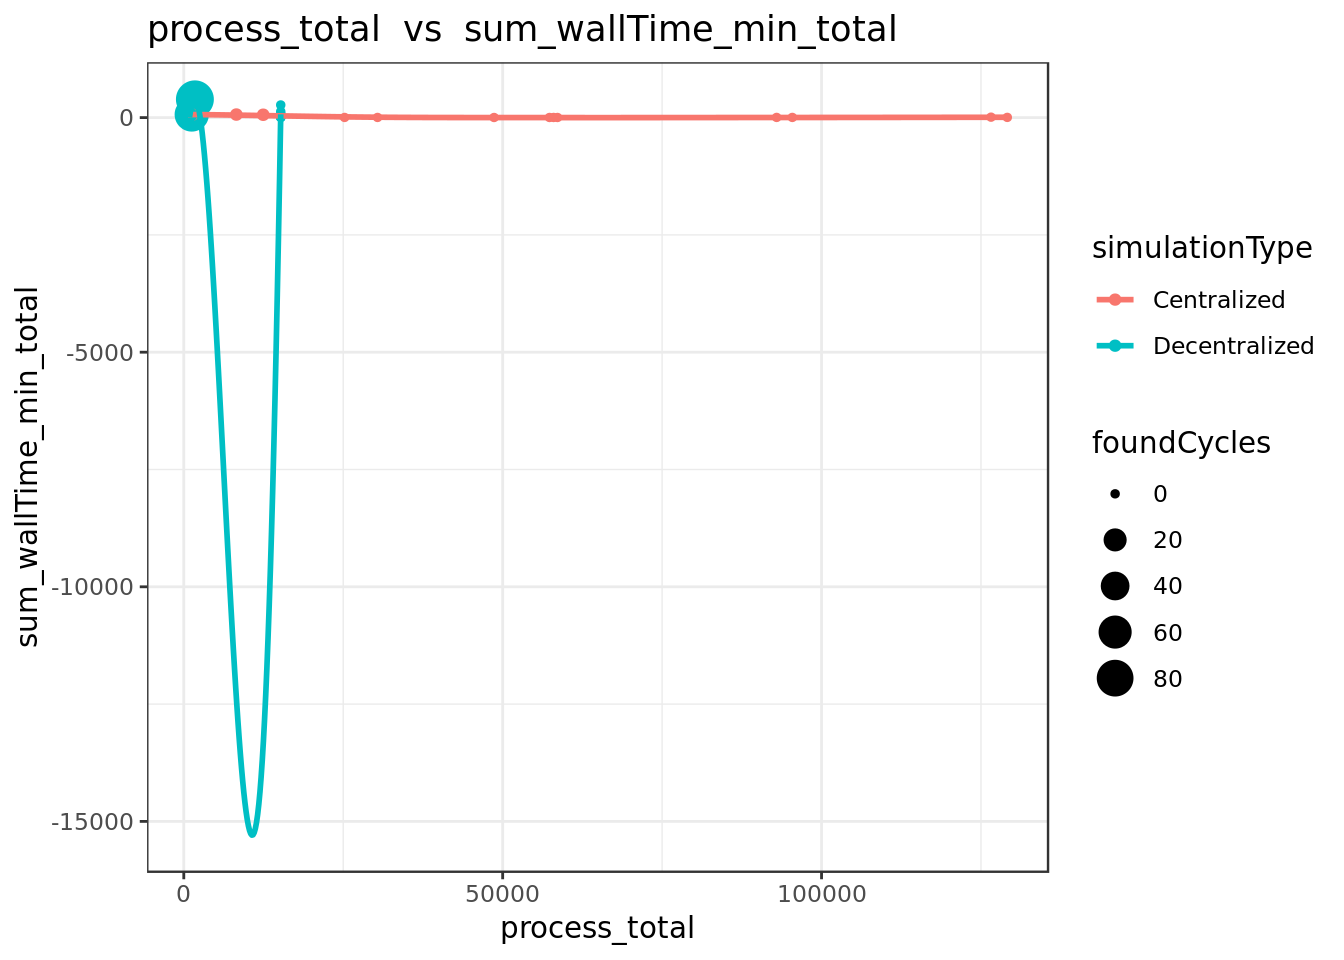 process_total  vs  sum_wallTime_min_total
sum_wallTime_min_total
0
-5000
-10000
-15000
0
50000
100000
process_total
simulationType
Centralized
Decentralized
foundCycles
0
20
40
60
80